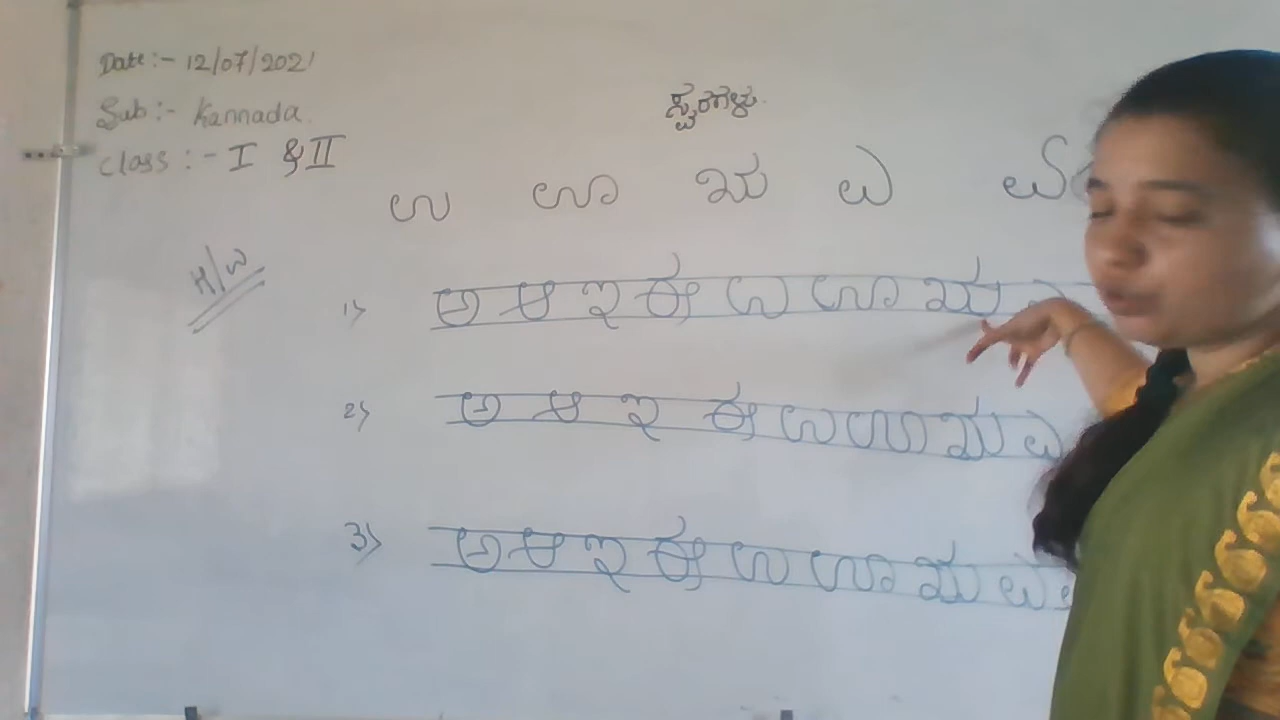 Date:- 12/07/2021
Sub:- Kannada
Class:- I & II
ಸ್ವರಗಳು.
ಉ ಊ ಋ ಎ ಏ
H/W
1) ಅ ಆ ಇ ಈ ಉ ಊ ಋ ಎ
2) ಅ ಆ ಇ ಈ ಉ ಊ ಋ ಎ
3) ಅ ಆ ಇ ಈ ಉ ಊ ಋ ಎ